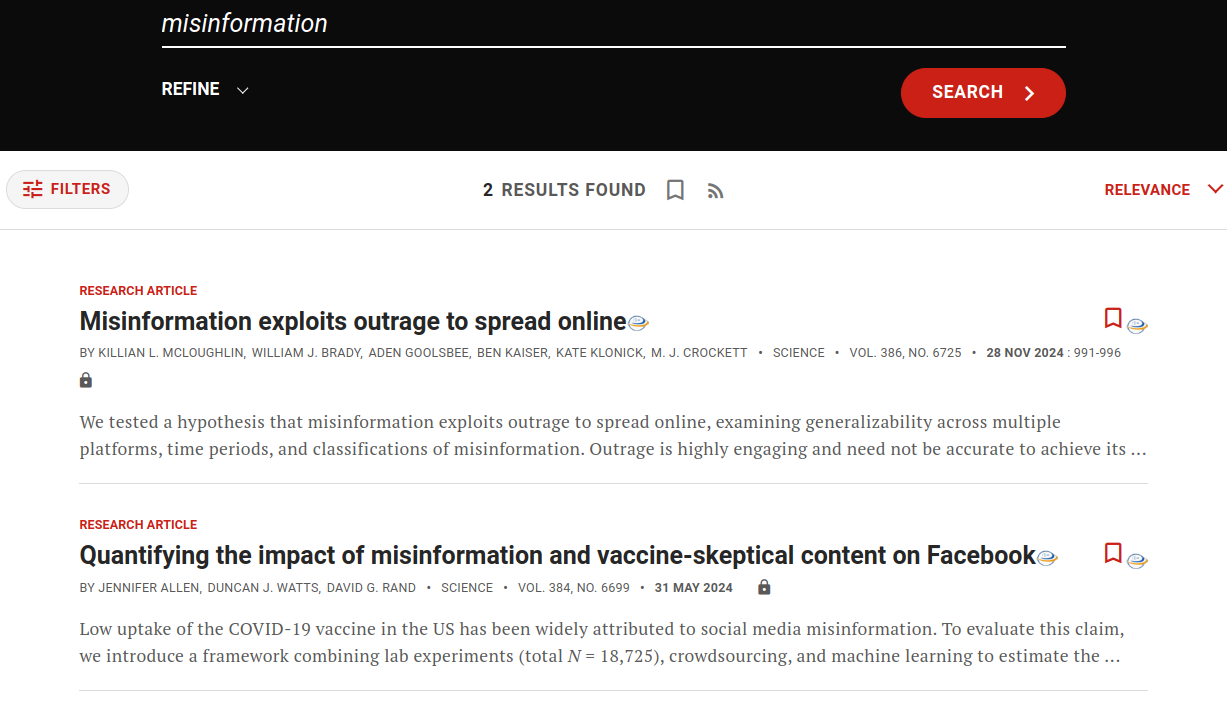 misinformation
REFINE
SEARCH
FILTERS
2 RESULTS FOUND
RELEVANCE
RESEARCH ARTICLE
Misinformation exploits outrage to spread online
BY KILLIAN L. MCLOUGHLIN, WILLIAM J. BRADY, ADEN GOOLSBEE, BEN KAISER, KATE KLONICK, M. J. CROCKETT • SCIENCE • VOL. 386, NO. 6725 • 28 NOV 2024 : 991-996
We tested a hypothesis that misinformation exploits outrage to spread online, examining generalizability across multiple
platforms, time periods, and classifications of misinformation. Outrage is highly engaging and need not be accurate to achieve its ...
RESEARCH ARTICLE
Quantifying the impact of misinformation and vaccine-skeptical content on Facebook
BY JENNIFER ALLEN, DUNCAN J. WATTS, DAVID G. RAND • SCIENCE • VOL. 384, NO. 6699 • 31 MAY 2024
Low uptake of the COVID-19 vaccine in the US has been widely attributed to social media misinformation. To evaluate this claim,
we introduce a framework combining lab experiments (total N = 18,725), crowdsourcing, and machine learning to estimate the ...